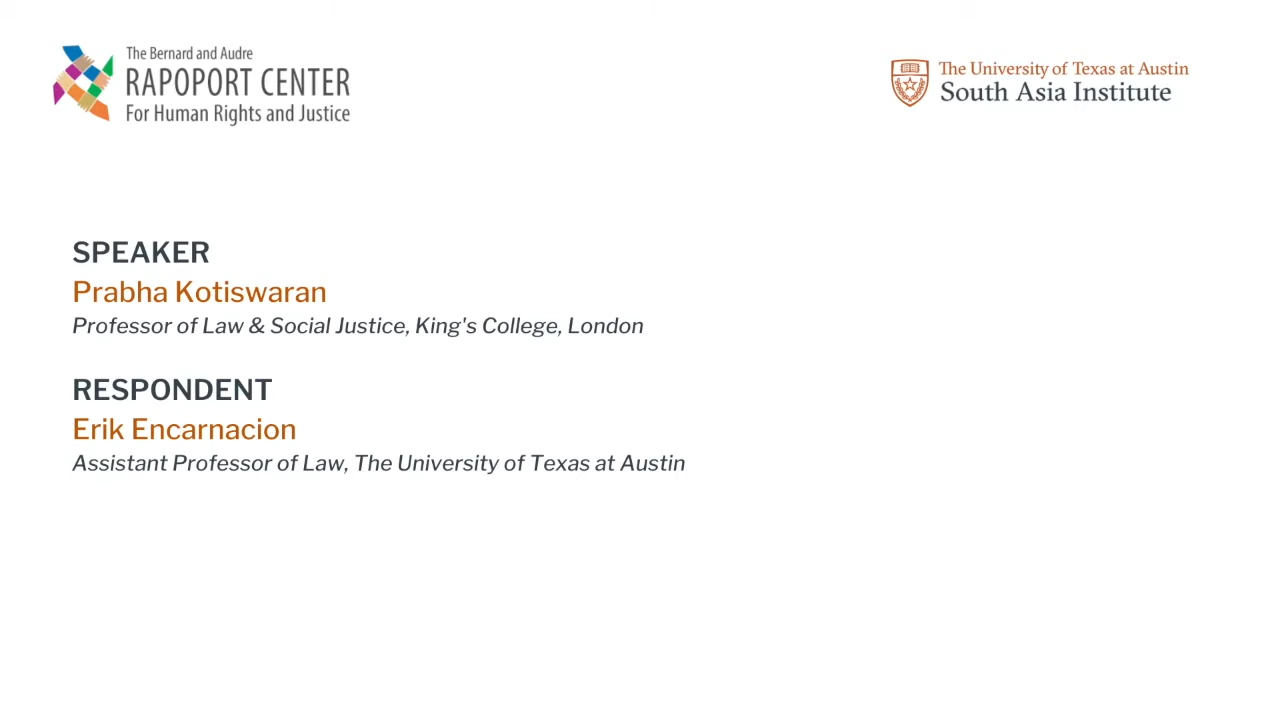 The Bernard and Audre
RAPOPORT CENTER
For Human Rights and Justice
The University of Texas at Austin
South Asia Institute
SPEAKER
Prabha Kotiswaran
Professor of Law & Social Justice, King's College, London
RESPONDENT
Erik Encarnacion
Assistant Professor of Law, The University of Texas at Austin